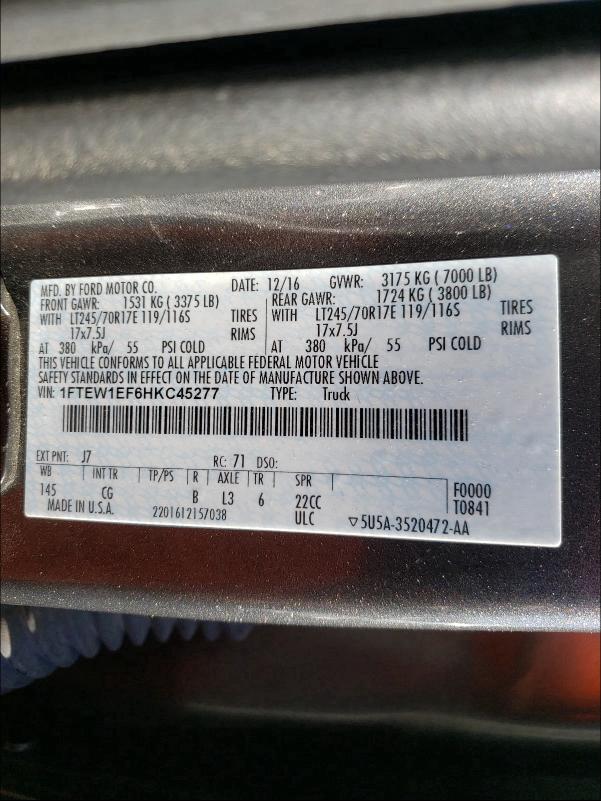 MFD. BY FORD MOTOR CO. DATE: 12/16 GVWR: 3175 KG ( 7000 LB)
FRONT GAWR: 1531 KG ( 3375 LB) REAR GAWR: 1724 KG ( 3800 LB)
WITH LT245/70R17E 119/116S TIRES WITH LT245/70R17E 119/116S TIRES
17x7.5J RIMS 17x7.5J RIMS
AT 380 kPa/ 55 PSI COLD AT 380 kPa/ 55 PSI COLD
THIS VEHICLE CONFORMS TO ALL APPLICABLE FEDERAL MOTOR VEHICLE
SAFETY STANDARDS IN EFFECT ON THE DATE OF MANUFACTURE SHOWN ABOVE.
VIN: 1FTEW1EF6HKC45277 TYPE: Truck
EXT PNT: J7 RC: 71 DSO:
WB INT TR TP/PS R AXLE TR SPR
145 CG B L3 6 22CC F0000
MADE IN U.S.A. 2201612157038 ULC T0841
▽5U5A-3520472-AA